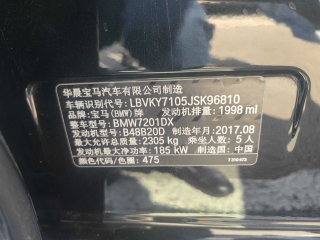 华晨宝马汽车有限公司制造
车辆识别代号: LBVKY7105JSK96810
品牌: 宝马(BMW)牌 发动机排量: 1998 ml
整车型号: BMW7201DX
发动机型号: B48B20D 制造年月: 2017.08
最大允许总质量: 2305 kg 乘坐人数: 5 人
发动机最大净功率: 185 kW 制造国: 中国
颜色代码/色號: 475